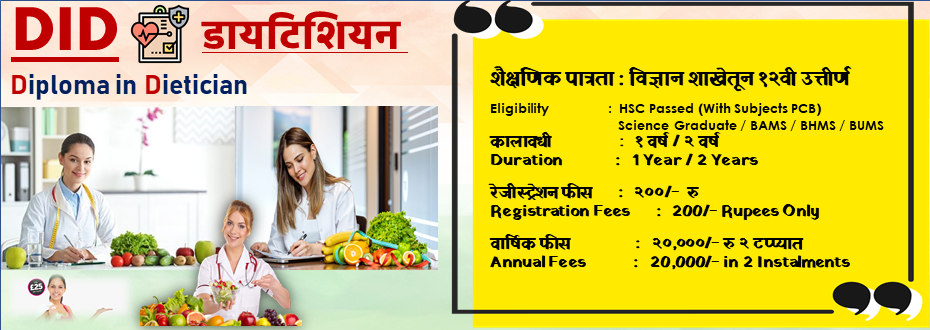 DID
डायटिशियन
Diploma in Dietician
£25
शैक्षणिक पात्रता : विज्ञान शाखेतून १२वी उत्तीर्ण
Eligibility : HSC Passed (With Subjects PCB)
Science Graduate / BAMS / BHMS / BUMS
कालावधी : १ वर्ष / २ वर्ष
Duration : 1 Year / 2 Years
रेजीस्ट्रेशन फीस : २००/- रु
Registration Fees : 200/- Rupees Only
वार्षिक फीस : २०,०००/- रु २ टप्प्यात
Annual Fees : 20,000/- in 2 Instalments